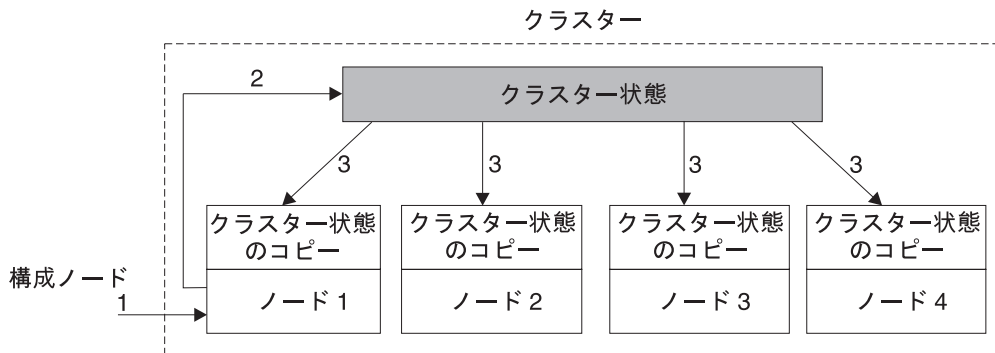 クラスター
2
クラスター状態
3
3
3
3
クラスター状態
のコピー
クラスター状態
のコピー
クラスター状態
のコピー
クラスター状態
のコピー
構成ノード
1
ノード 1
ノード 2
ノード 3
ノード 4